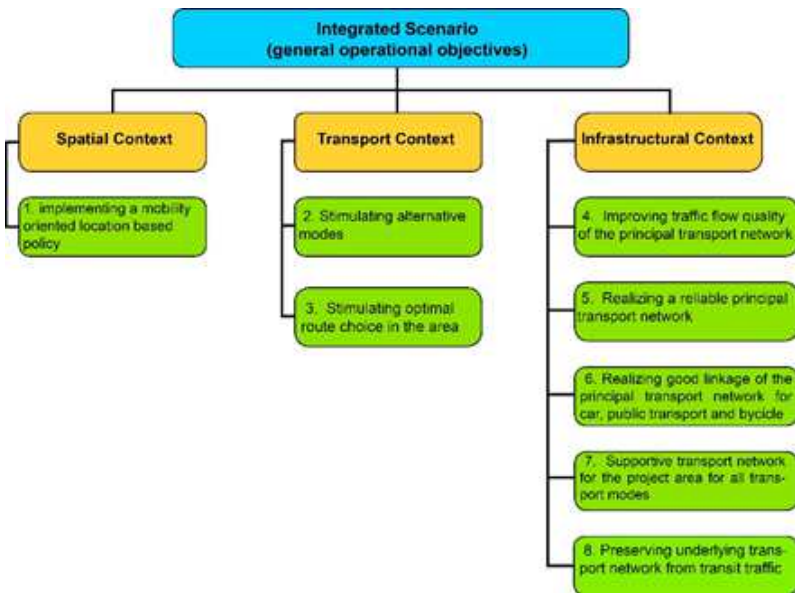 Integrated Scenario
(general operational objectives)
Spatial Context
Transport Context
Infrastructural Context
1. implementing a mobility
oriented location based
policy
2. Stimulating alternative
modes
3. Stimulating optimal
route choice in the area
4. Improving traffic flow quality
of the principal transport network
5. Realizing a reliable principal
transport network
6. Realizing good linkage of the
principal transport network for
car, public transport and bycicle
7. Supportive transport network
for the project area for all trans-
port modes
8. Preserving underlying trans-
port network from transit traffic